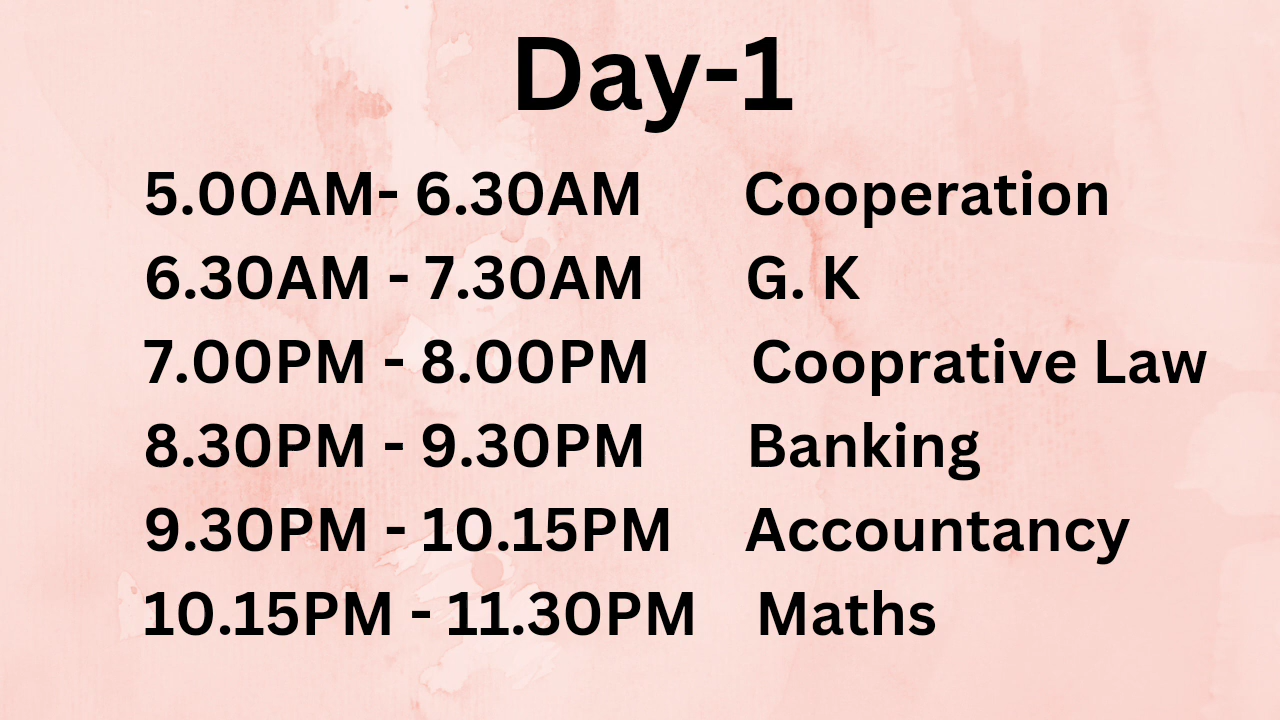 Day-1
5.00AM- 6.30AM Cooperation
6.30AM - 7.30AM G. K
7.00PM - 8.00PM Cooprative Law
8.30PM - 9.30PM Banking
9.30PM - 10.15PM Accountancy
10.15PM - 11.30PM Maths